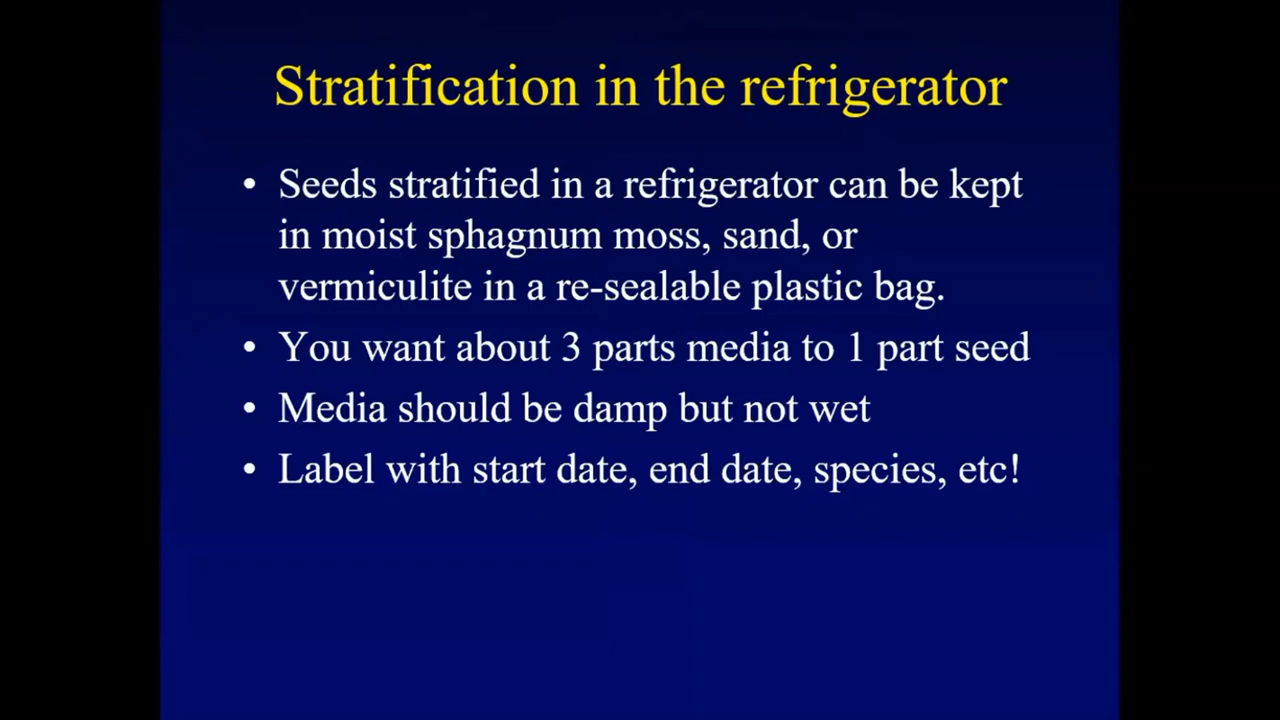 Stratification in the refrigerator
• Seeds stratified in a refrigerator can be kept
in moist sphagnum moss, sand, or
vermiculite in a re-sealable plastic bag.
• You want about 3 parts media to 1 part seed
• Media should be damp but not wet
• Label with start date, end date, species, etc!